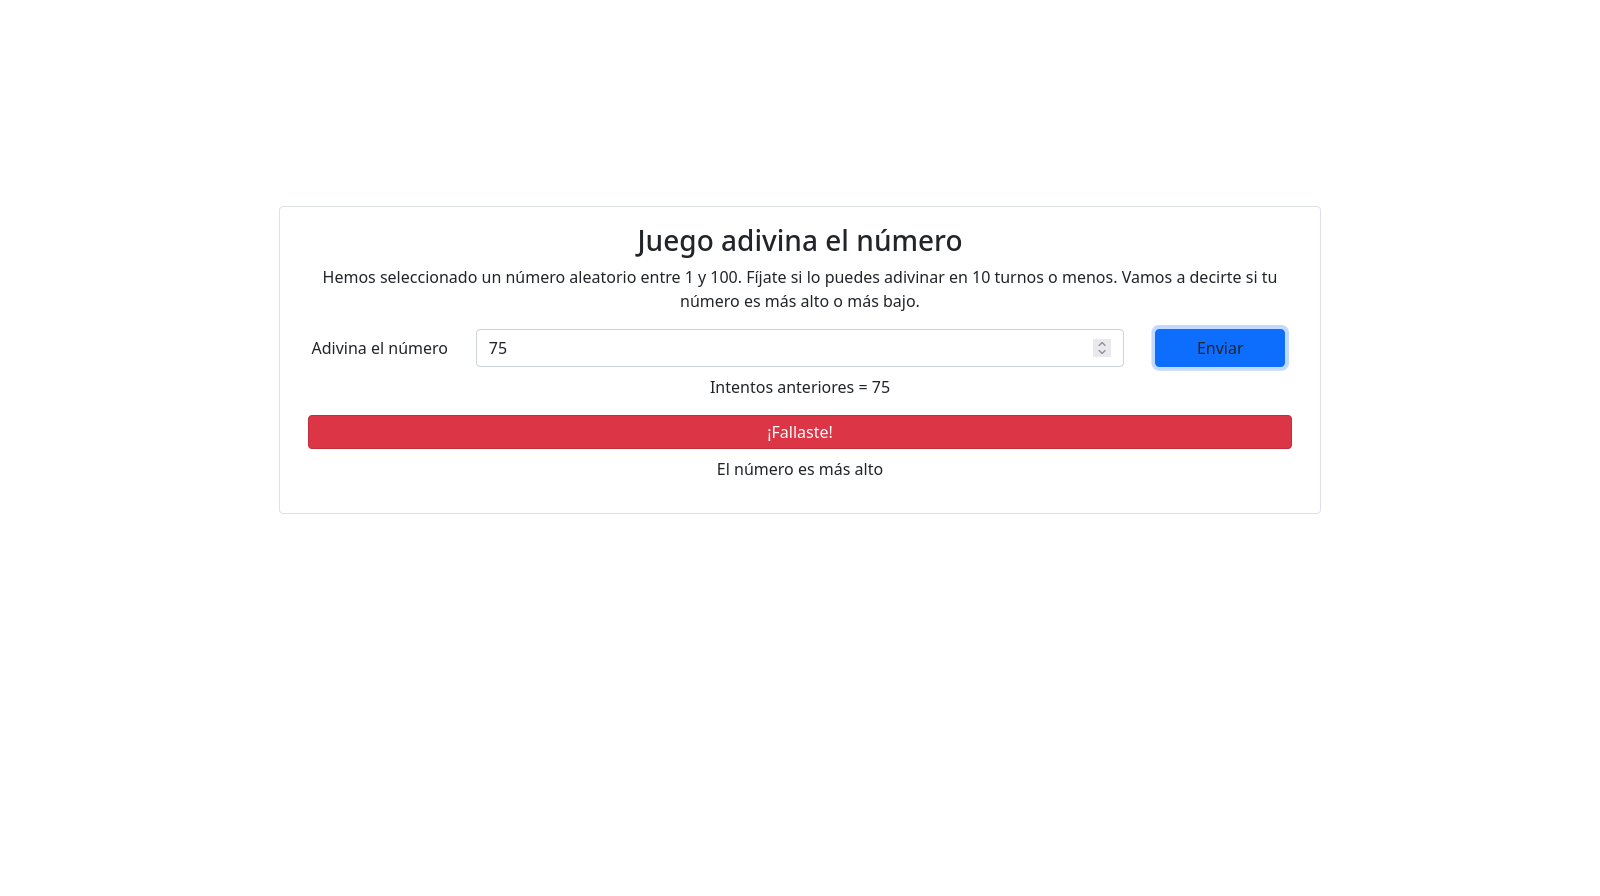 Juego adivina el número
Hemos seleccionado un número aleatorio entre 1 y 100. Fíjate si lo puedes adivinar en 10 turnos o menos. Vamos a decirte si tu
número es más alto o más bajo.
Adivina el número
75
Enviar
Intentos anteriores = 75
¡Fallaste!
El número es más alto